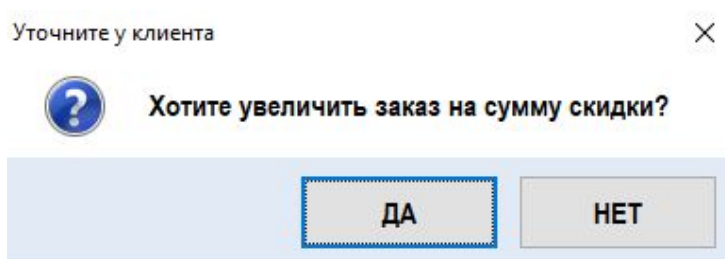 Уточните у клиента
Хотите увеличить заказ на сумму скидки?
ДА
НЕТ